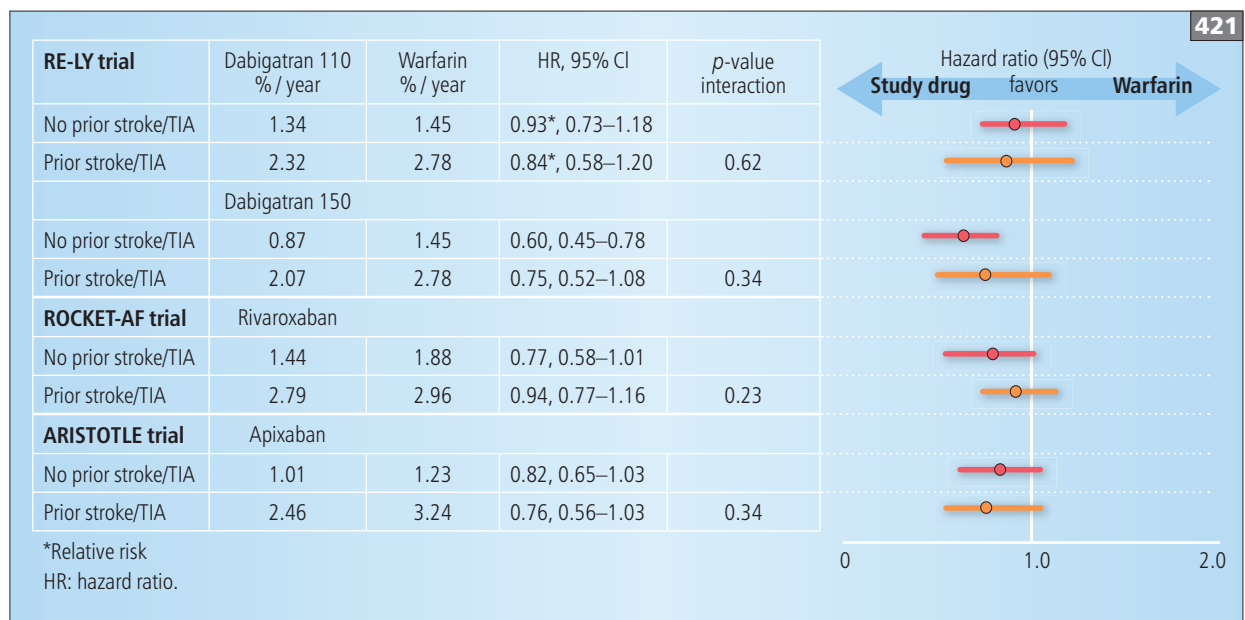 421
RE-LY trial Dabigatran 110 % / year Warfarin % / year HR, 95% CI p-value interaction
Hazard ratio (95% CI)
Study drug favors Warfarin
No prior stroke/TIA 1.34 1.45 0.93*, 0.73–1.18
Prior stroke/TIA 2.32 2.78 0.84*, 0.58–1.20 0.62
Dabigatran 150
No prior stroke/TIA 0.87 1.45 0.60, 0.45–0.78
Prior stroke/TIA 2.07 2.78 0.75, 0.52–1.08 0.34
ROCKET-AF trial Rivaroxaban
No prior stroke/TIA 1.44 1.88 0.77, 0.58–1.01
Prior stroke/TIA 2.79 2.96 0.94, 0.77–1.16 0.23
ARISTOTLE trial Apixaban
No prior stroke/TIA 1.01 1.23 0.82, 0.65–1.03
Prior stroke/TIA 2.46 3.24 0.76, 0.56–1.03 0.34
0 1.0 2.0
*Relative risk
HR: hazard ratio.